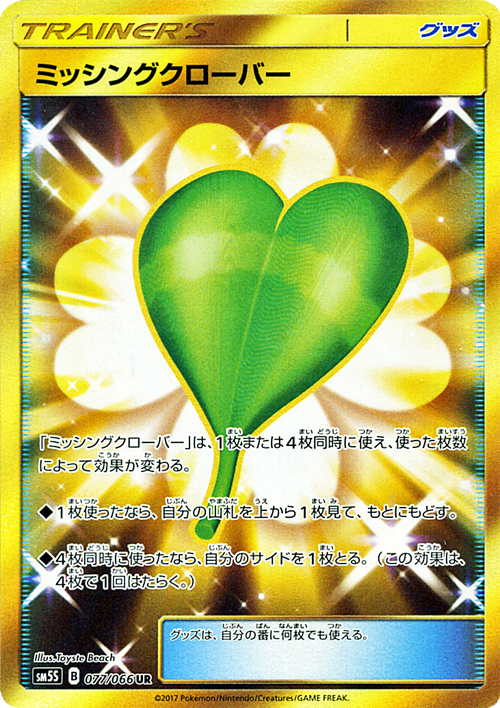 TRAINER'S
グッズ
ミッシングクローバー
「ミッシングクローバー」は、1枚または4枚同時に使え、使った枚数
によって効果が変わる。
◆1枚使ったなら、自分の山札を上から1枚見て、もとにもどす。
◆4枚同時に使ったなら、自分のサイドを1枚とる。（この効果は、
4枚で1回はたらく。）
グッズは、自分の番に何枚でも使える。
Illus.Toyste Beach
SM5S B 077/066 UR
©2017 Pokémon/Nintendo/Creatures/GAME FREAK.